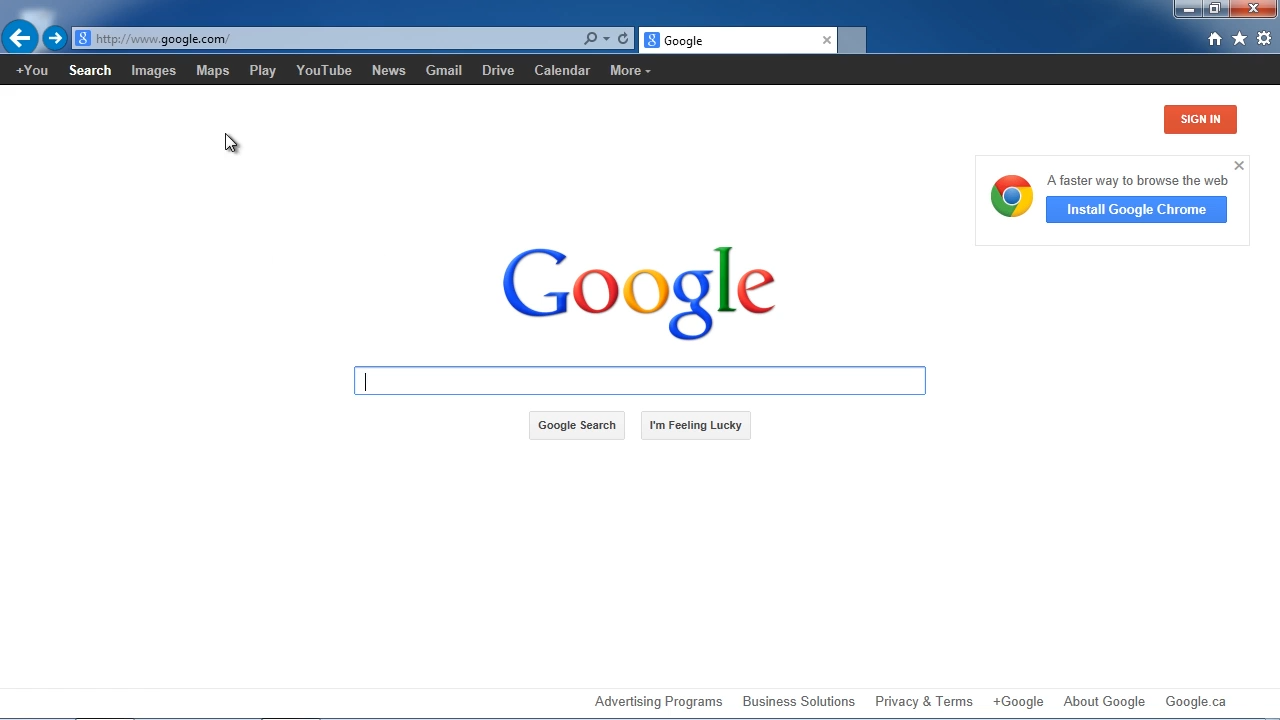 http://www.google.com/
Google
+You Search Images Maps Play YouTube News Gmail Drive Calendar More
SIGN IN
A faster way to browse the web
Install Google Chrome
Google
Google Search I'm Feeling Lucky
Advertising Programs Business Solutions Privacy & Terms +Google About Google Google.ca